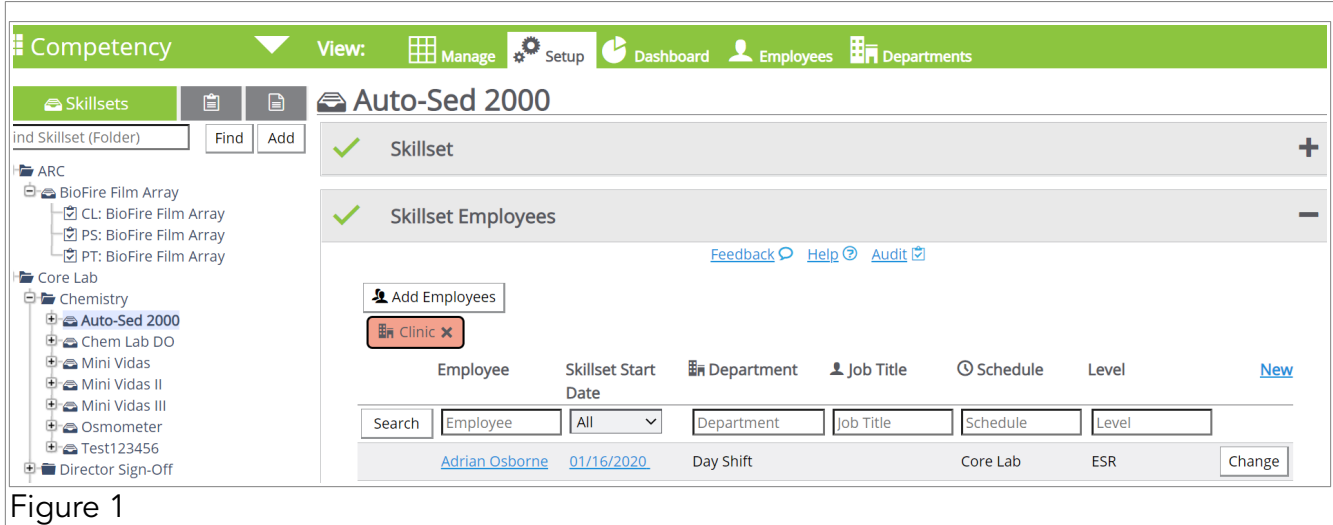 Competency
View:
Manage
Setup
Dashboard
Employees
Departments
Skillsets
ind Skillset (Folder)
Find
Add
ARC
BioFire Film Array
CL: BioFire Film Array
PS: BioFire Film Array
PT: BioFire Film Array
Core Lab
Chemistry
Auto-Sed 2000
Chem Lab DO
Mini Vidas
Mini Vidas II
Mini Vidas III
Osmometer
Test123456
Director Sign-Off
Auto-Sed 2000
Skillset
Skillset Employees
Feedback Help Audit
Add Employees
Clinic
Employee Skillset Start Date Department Job Title Schedule Level New
Search Employee All Department Job Title Schedule Level
Adrian Osborne 01/16/2020 Day Shift Core Lab ESR Change
Figure 1